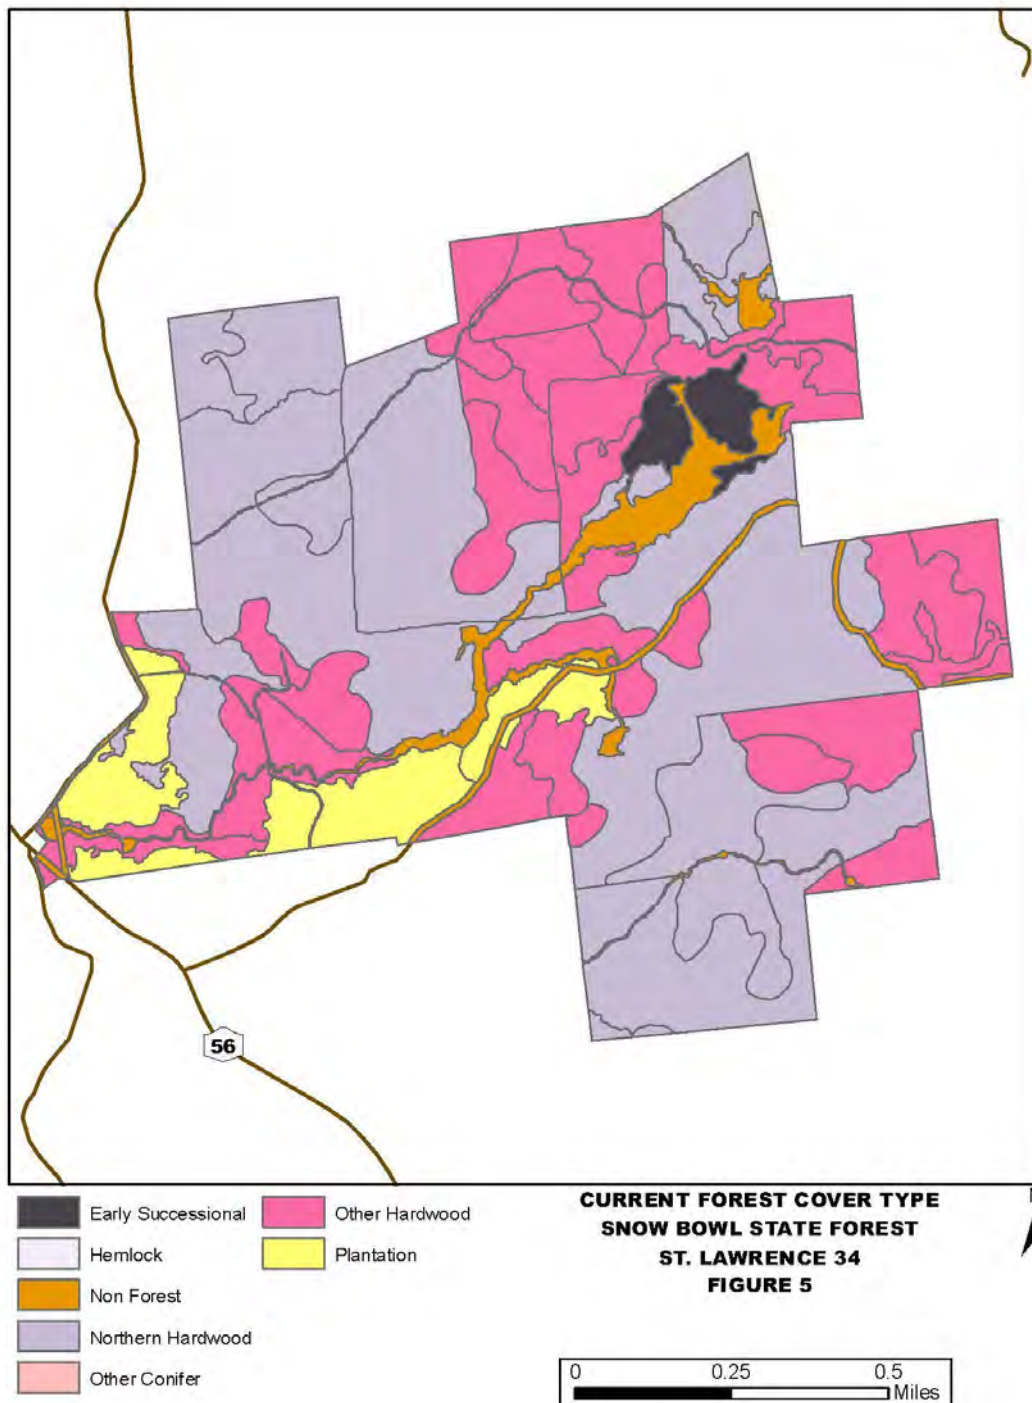 56
Early Successional
Hemlock
Non Forest
Northern Hardwood
Other Conifer
Other Hardwood
Plantation
CURRENT FOREST COVER TYPE
SNOW BOWL STATE FOREST
ST. LAWRENCE 34
FIGURE 5
0 0.25 0.5
Miles